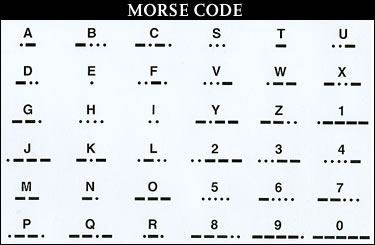 MORSE CODE
A B C S T U
·– –··· –·–· ··· – ··–
D E F V W X
–·· · ··–· ···– ·–– –··–
G H I Y Z 1
––· ···· ·· –·–– ––·· ·––––
J K L 2 3 4
·––– –·– ·–·· ··––– ···–– ····–
M N O 5 6 7
–– –· ––– ····· –···· ––···
P Q R 8 9 0
·––· ––·– ·–· –––·· ––––· –––––